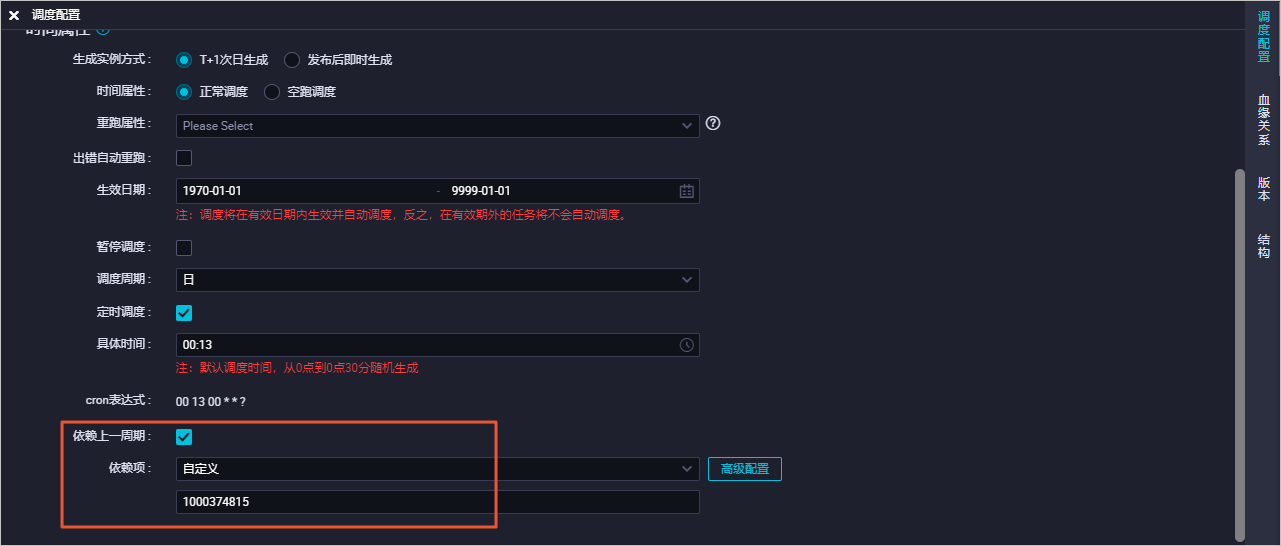 调度配置
时间属性
生成实例方式： T+1次日生成 发布后即时生成
时间属性： 正常调度 空跑调度
重跑属性： Please Select
出错自动重跑：
生效日期： 1970-01-01 - 9999-01-01
注：调度将在有效日期内生效并自动调度，反之，在有效期外的任务将不会自动调度。
暂停调度：
调度周期： 日
定时调度：
具体时间： 00:13
注：默认调度时间，从0点到0点30分随机生成
cron表达式： 00 13 00 * * ?
依赖上一周期：
依赖项： 自定义 高级配置
1000374815
调度配置
血缘关系
版本
结构